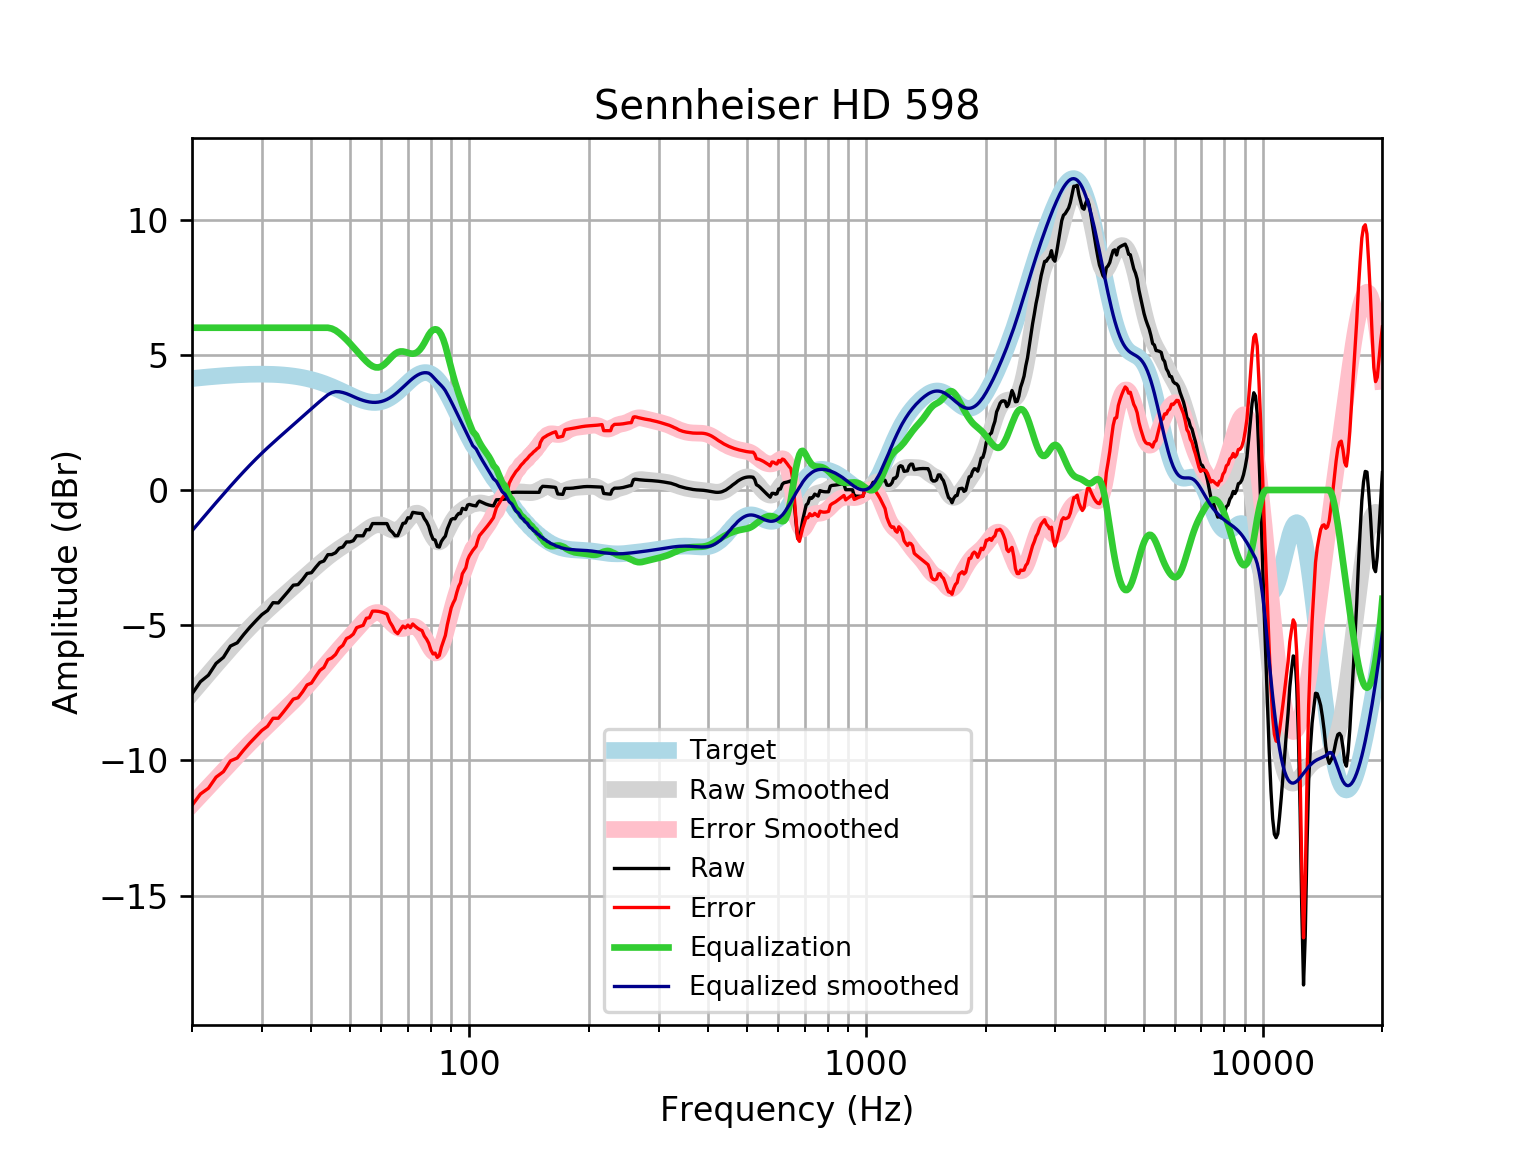 Sennheiser HD 598
10
5
0
−5
−10
−15
Amplitude (dBr)
Target
Raw Smoothed
Error Smoothed
Raw
Error
Equalization
Equalized smoothed
100
1000
10000
Frequency (Hz)